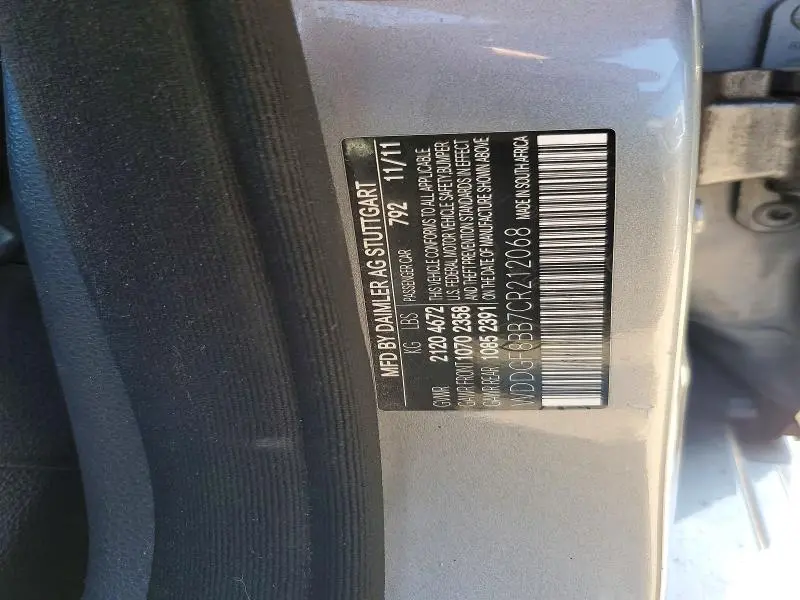 MFD BY DAIMLER AG STUTTGART
KG LBS PASSENGER CAR 792 11/11
GVWR 2120 4672 THIS VEHICLE CONFORMS TO ALL APPLICABLE
U.S. FEDERAL MOTOR VEHICLE SAFETY, BUMPER
GAWR FRONT 1070 2358 AND THEFT PREVENTION STANDARDS IN EFFECT
GAWR REAR 1085 2391 ON THE DATE OF MANUFACTURE SHOWN ABOVE
WDDGF8BB7CR212068 MADE IN SOUTH AFRICA